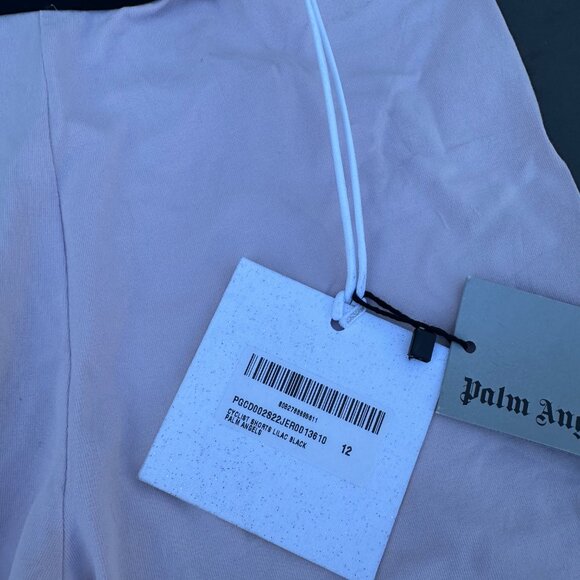 PGCD002S22JER0013610 12
CYCLIST SHORTS LILAC BLACK
PALM ANGELS
Palm Ang